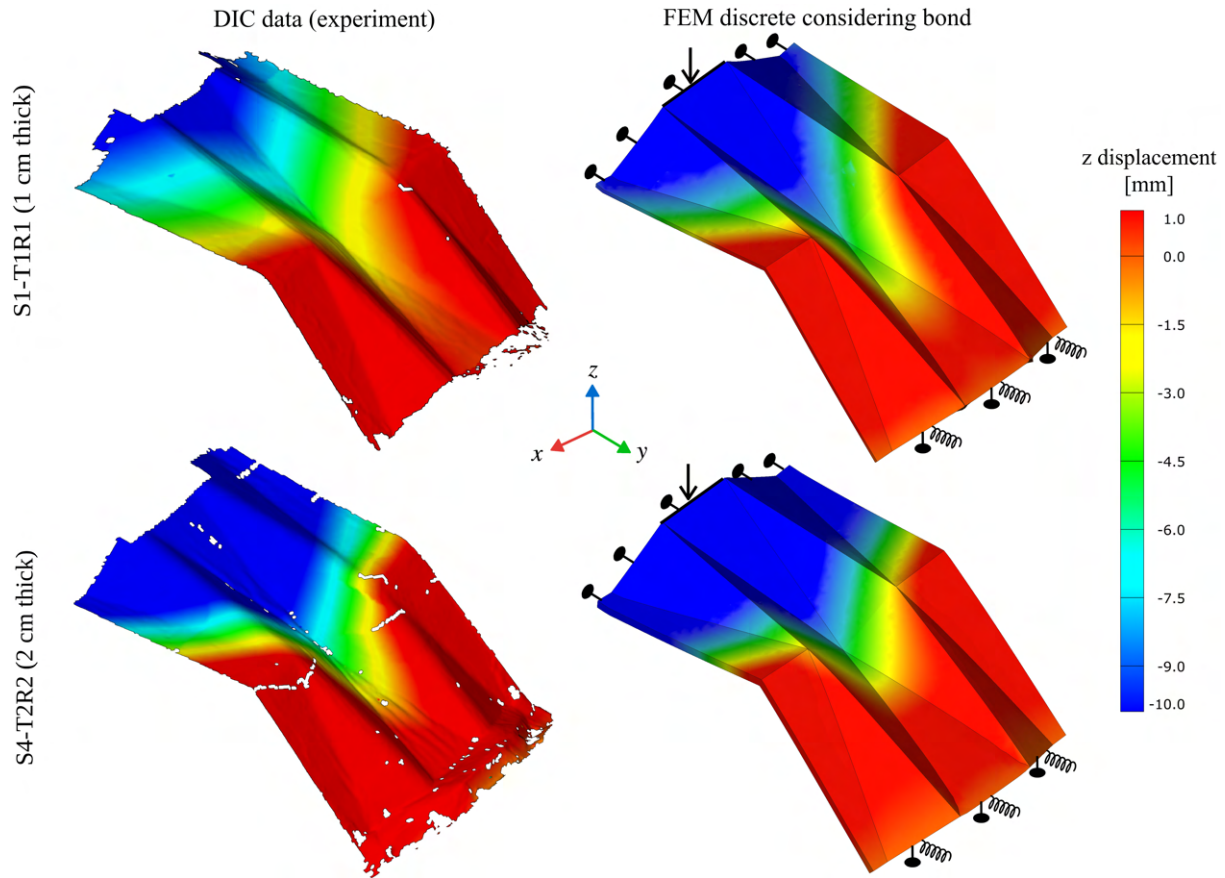 DIC data (experiment)
FEM discrete considering bond
S1-T1R1 (1 cm thick)
z displacement
[mm]
1.0
0.0
-1.5
-3.0
-4.5
-6.0
-7.5
-9.0
-10.0
z
x
y
S4-T2R2 (2 cm thick)